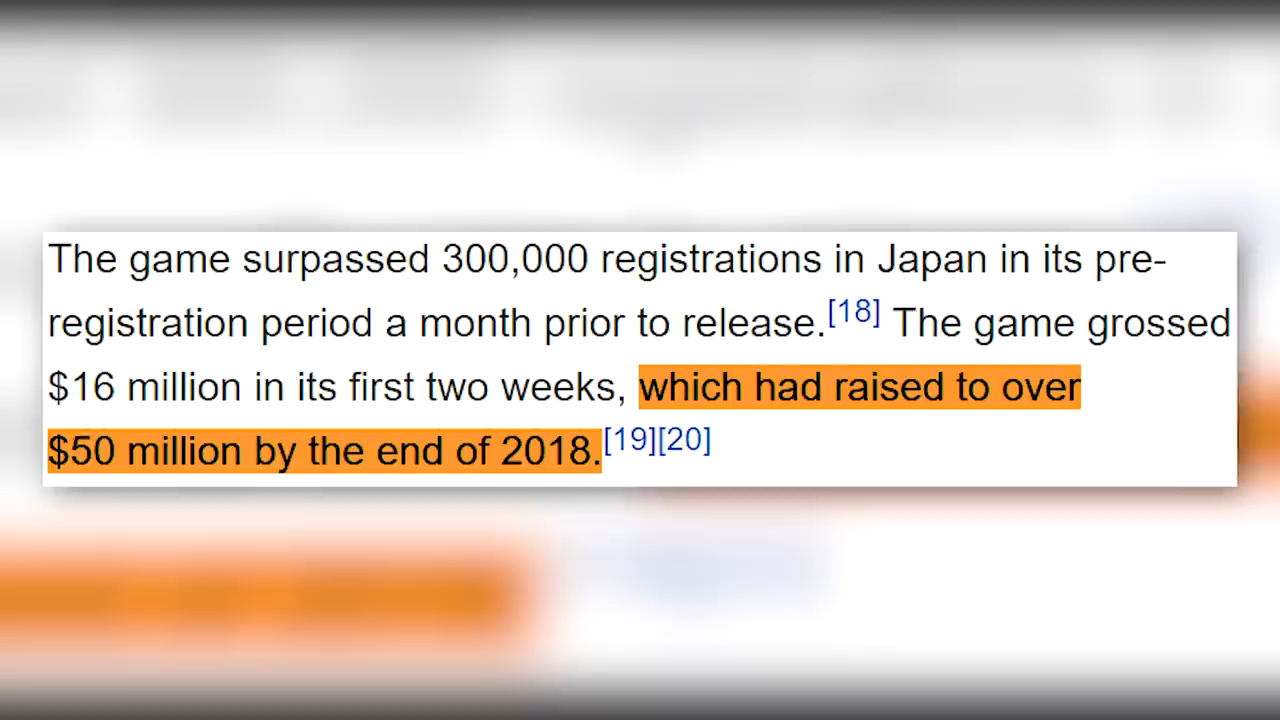 The game surpassed 300,000 registrations in Japan in its pre-
registration period a month prior to release.[18] The game grossed
$16 million in its first two weeks, which had raised to over
$50 million by the end of 2018.[19][20]